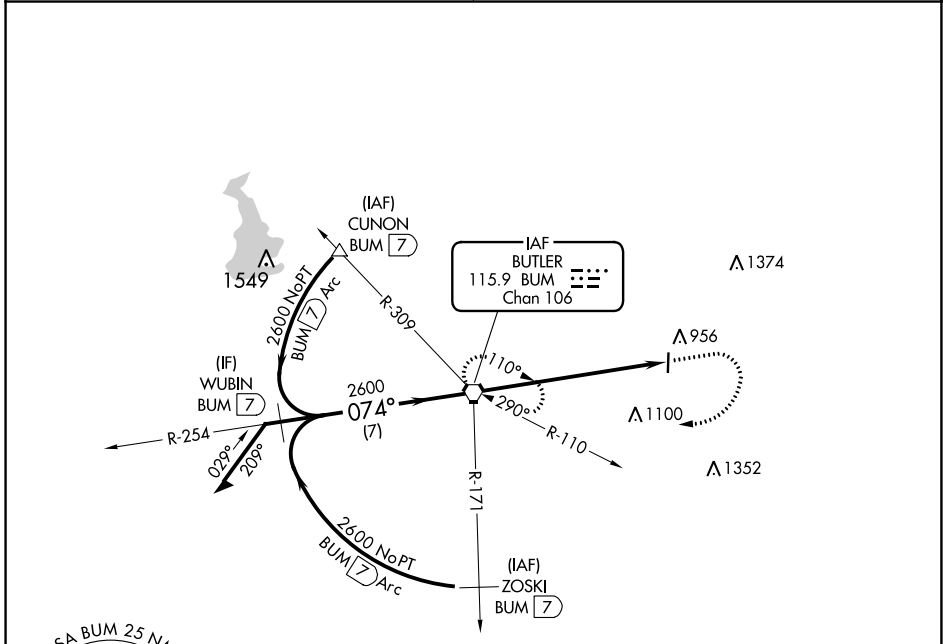 (IAF)
CUNON
BUM 7
IAF
BUTLER
115.9 BUM
Chan 106
1374
1549
2600 NoPT
BUM 7 Arc
R-309
956
(IF)
WUBIN
BUM 7
110°
2600
074°
(7)
290°
1100
R-254
R-110
029°
209°
1352
R-171
2600 NoPT
BUM 7 Arc
(IAF)
ZOSKI
BUM 7
SA BUM 25